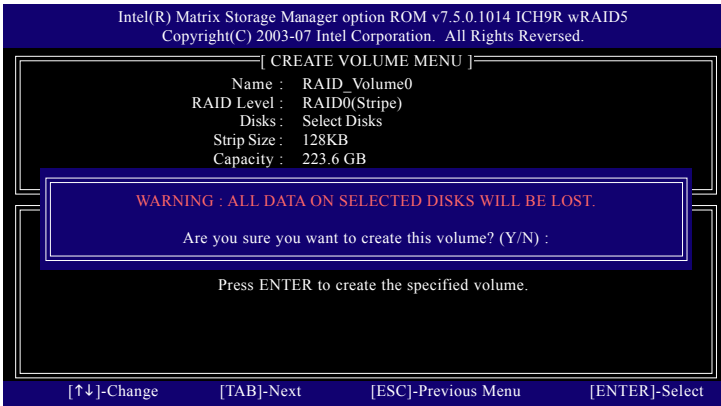 Intel(R) Matrix Storage Manager option ROM v7.5.0.1014 ICH9R wRAID5
Copyright(C) 2003-07 Intel Corporation. All Rights Reversed.
[ CREATE VOLUME MENU ]
Name : RAID_Volume0
RAID Level : RAID0(Stripe)
Disks : Select Disks
Strip Size : 128KB
Capacity : 223.6 GB
WARNING : ALL DATA ON SELECTED DISKS WILL BE LOST.
Are you sure you want to create this volume? (Y/N) :
Press ENTER to create the specified volume.
[↑↓]-Change [TAB]-Next [ESC]-Previous Menu [ENTER]-Select